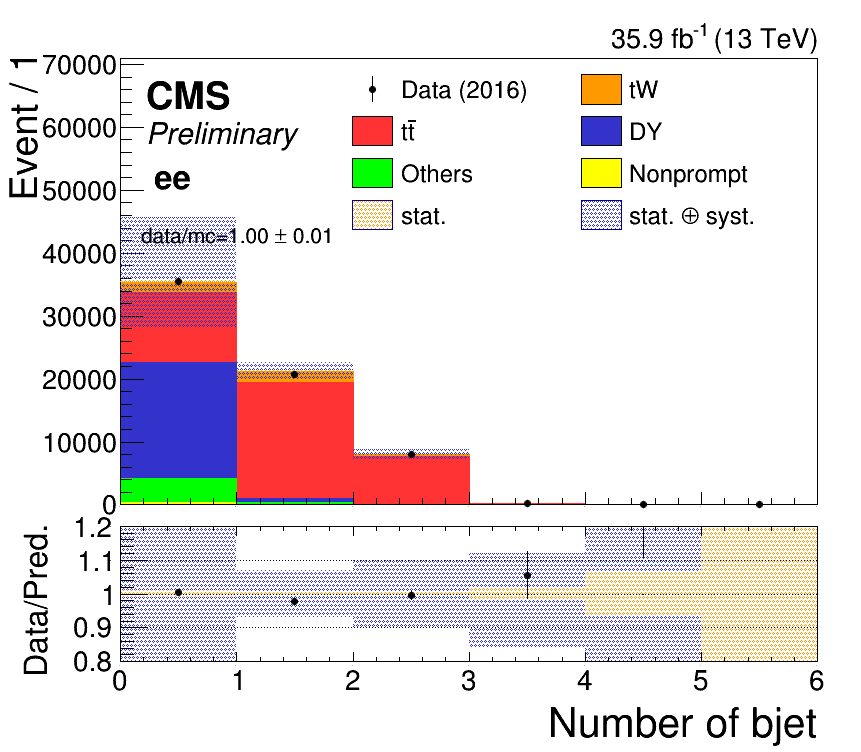 35.9 fb⁻¹ (13 TeV)
Event / 1
70000
60000
50000
40000
30000
20000
10000
0
CMS
Preliminary
ee
data/mc=1.00 ± 0.01
Data (2016)
tW
tt̄
DY
Others
Nonprompt
stat.
stat. ⊕ syst.
Data/Pred.
1.2
1.1
1
0.9
0.8
0 1 2 3 4 5 6
Number of bjet